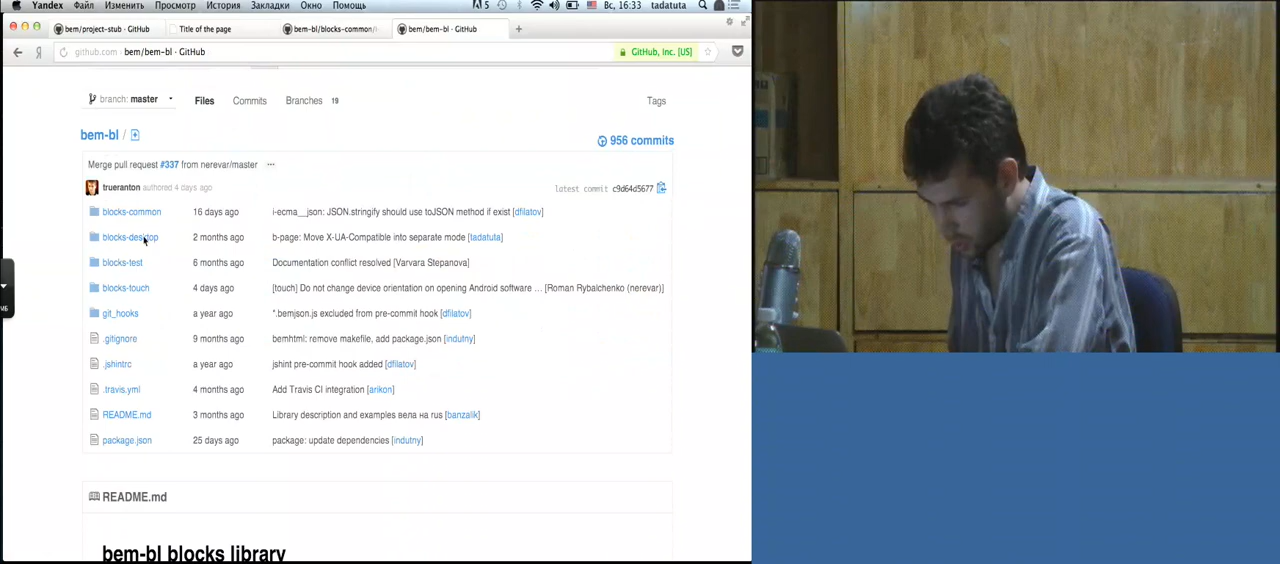 Yandex Файл Изменить Просмотр История Закладки Окно Помощь 5 Вс, 16:33 tadatuta
bem/project-stub · GitHub Title of the page bem-bl/blocks-common/i bem/bem-bl · GitHub
Я github.com bem/bem-bl · GitHub GitHub, Inc. [US]
branch: master Files Commits Branches 19 Tags
bem-bl / 956 commits
Merge pull request #337 from nerevar/master ...
trueranton authored 4 days ago latest commit c9d64d5677
blocks-common 16 days ago i-ecma__json: JSON.stringify should use toJSON method if exist [dfilatov]
blocks-desktop 2 months ago b-page: Move X-UA-Compatible into separate mode [tadatuta]
blocks-test 6 months ago Documentation conflict resolved [Varvara Stepanova]
blocks-touch 4 days ago [touch] Do not change device orientation on opening Android software ... [Roman Rybalchenko (nerevar)]
git_hooks a year ago *.bemjson.js excluded from pre-commit hook [dfilatov]
.gitignore 9 months ago bemhtml: remove makefile, add package.json [indutny]
.jshintrc a year ago jshint pre-commit hook added [dfilatov]
.travis.yml 4 months ago Add Travis CI integration [arikon]
README.md 3 months ago Library description and examples вела на rus [banzalik]
package.json 25 days ago package: update dependencies [indutny]
README.md
bem-bl blocks library